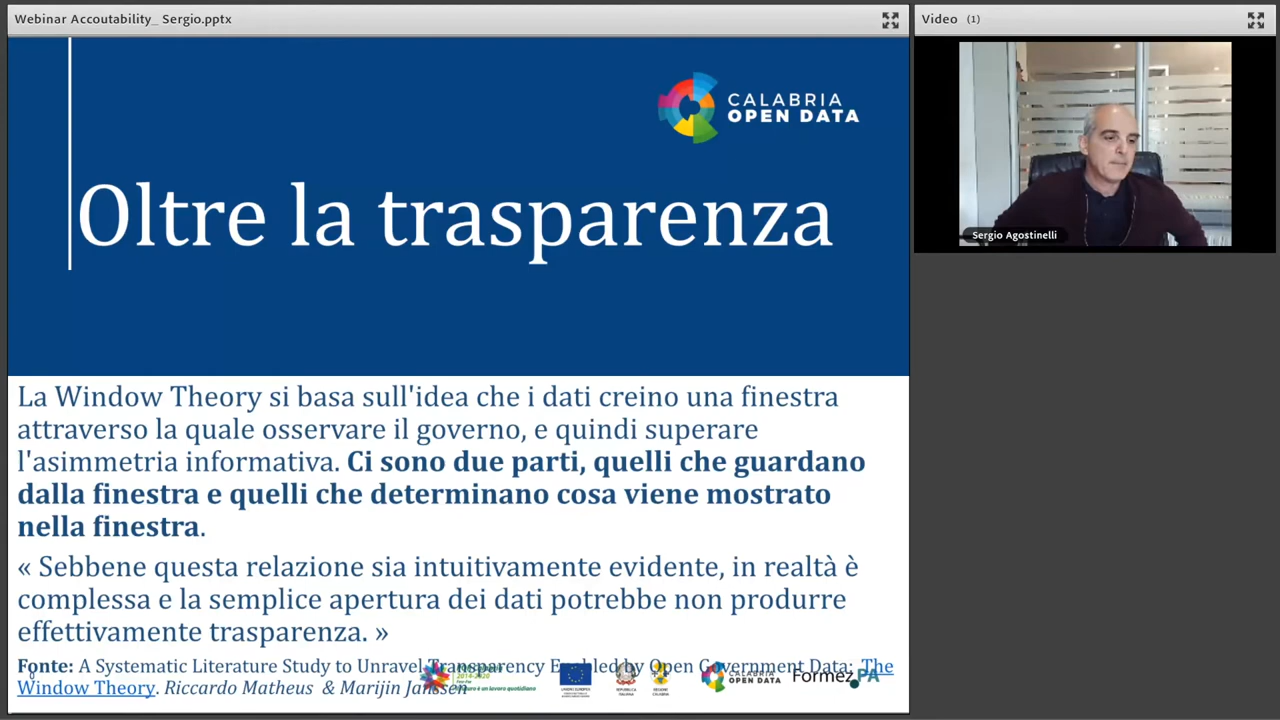 Webinar Accoutability_ Sergio.pptx
Video (1)
CALABRIA
OPEN DATA
Oltre la trasparenza
Sergio Agostinelli
La Window Theory si basa sull'idea che i dati creino una finestra
attraverso la quale osservare il governo, e quindi superare
l'asimmetria informativa. Ci sono due parti, quelli che guardano
dalla finestra e quelli che determinano cosa viene mostrato
nella finestra.
« Sebbene questa relazione sia intuitivamente evidente, in realtà è
complessa e la semplice apertura dei dati potrebbe non produrre
effettivamente trasparenza. »
Fonte: A Systematic Literature Study to Unravel Transparency Enabled by Open Government Data: The
Window Theory. Riccardo Matheus & Marijin Janssen
2014-2020
OPEN DATA
Formez PA